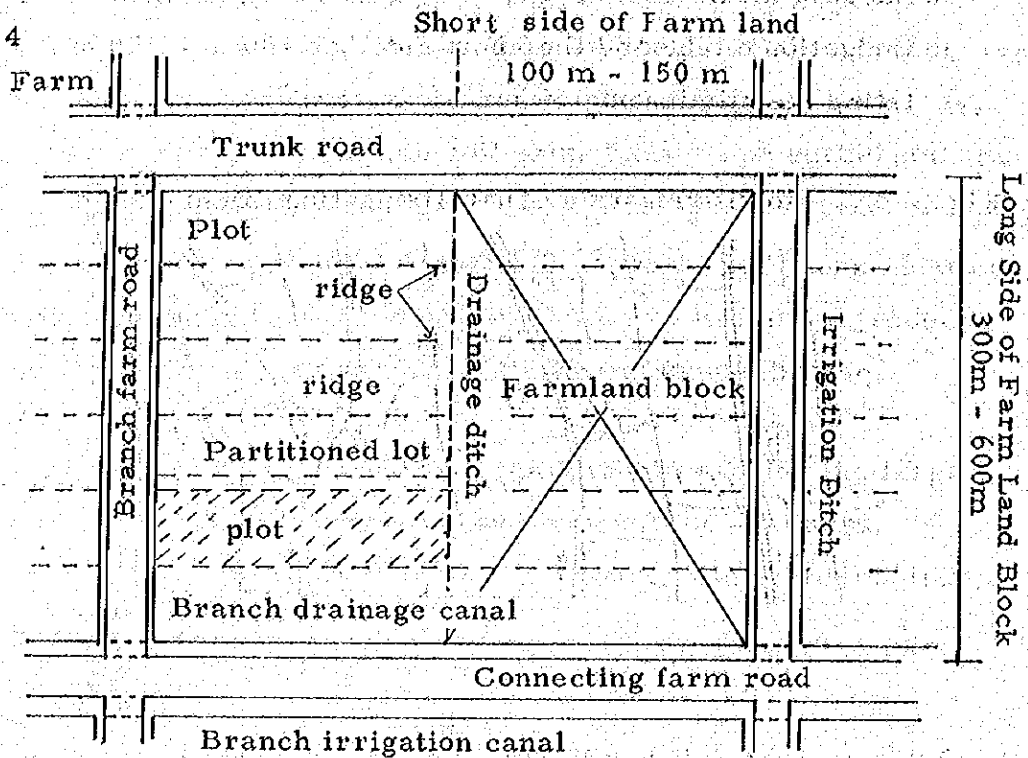 4
Short side of Farm land
Farm
100 m - 150 m
Trunk road
Plot
ridge
Branch farm road
Drainage ditch
ridge
Farmland block
Irrigation Ditch
Long Side of Farm Land Block
300m - 600m
Partitioned lot
plot
Branch drainage canal
Connecting farm road
Branch irrigation canal